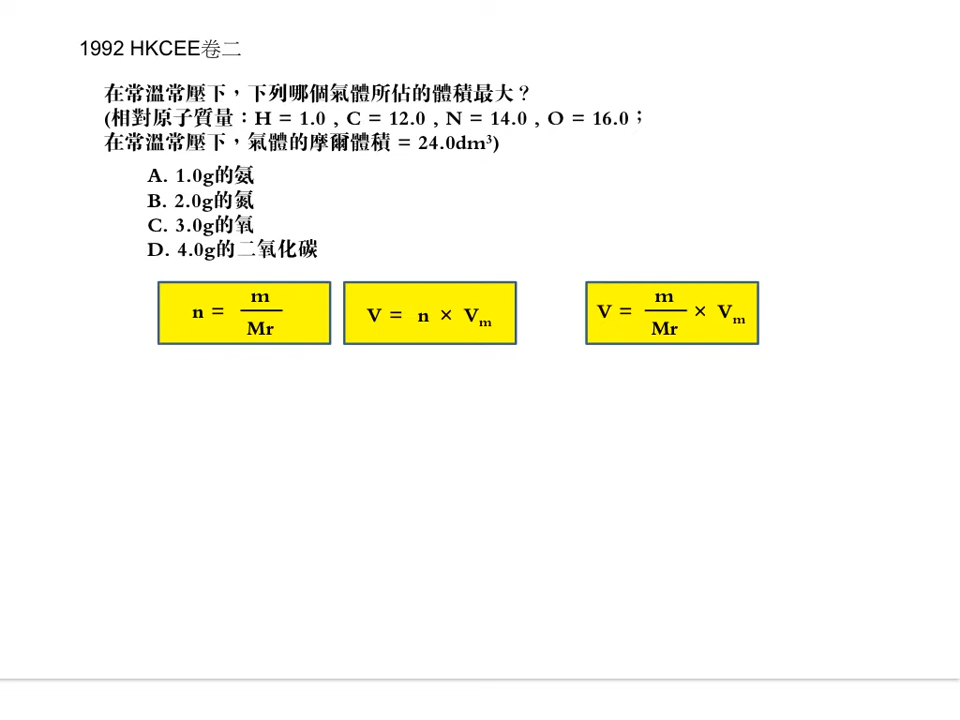 1992 HKCEE卷二
在常溫常壓下，下列哪個氣體所佔的體積最大？
(相對原子質量：H = 1.0 , C = 12.0 , N = 14.0 , O = 16.0；
在常溫常壓下，氣體的摩爾體積 = 24.0dm³)
A. 1.0g的氨
B. 2.0g的氮
C. 3.0g的氧
D. 4.0g的二氧化碳
n = m / Mr
V = n × Vₘ
V = m / Mr × Vₘ